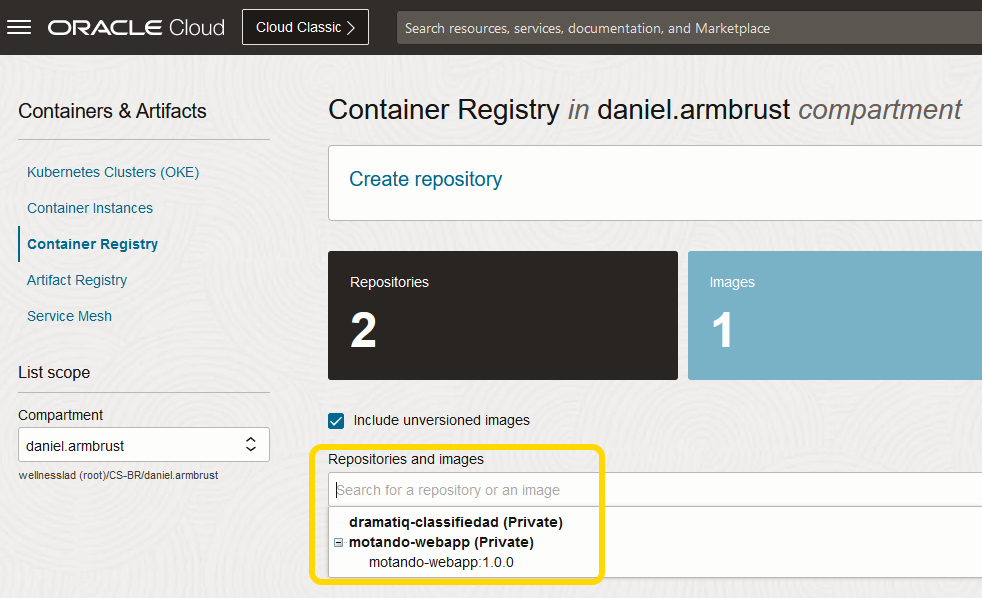 ORACLE Cloud
Cloud Classic
Search resources, services, documentation, and Marketplace
Containers & Artifacts
Kubernetes Clusters (OKE)
Container Instances
Container Registry
Artifact Registry
Service Mesh
List scope
Compartment
daniel.armbrust
wellnesslad (root)/CS-BR/daniel.armbrust
Container Registry in daniel.armbrust compartment
Create repository
Repositories
2
Images
1
Include unversioned images
Repositories and images
Search for a repository or an image
dramatiq-classifiedad (Private)
motando-webapp (Private)
motando-webapp:1.0.0